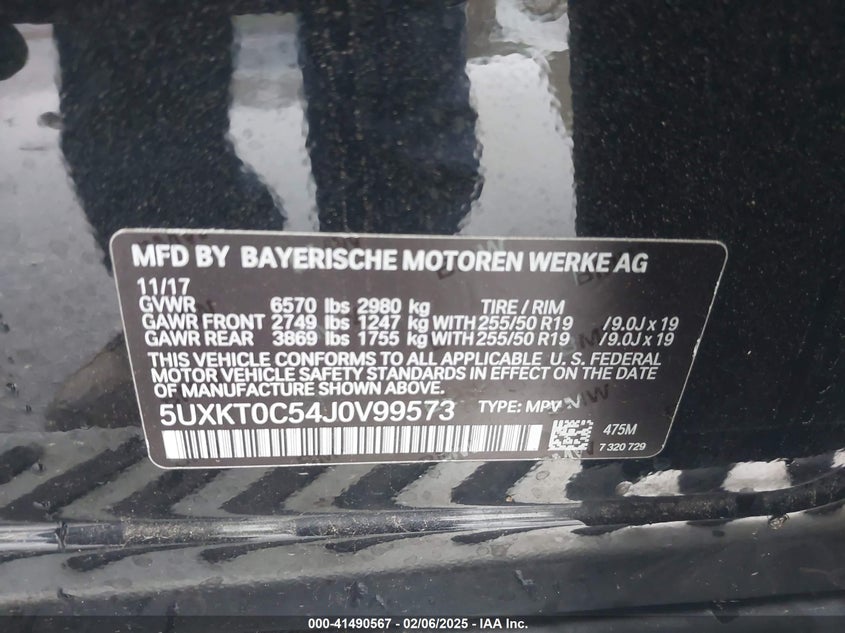 MFD BY BAYERISCHE MOTOREN WERKE AG
11/17
GVWR 6570 lbs 2980 kg TIRE / RIM
GAWR FRONT 2749 lbs 1247 kg WITH 255/50 R19 /9.0J x 19
GAWR REAR 3869 lbs 1755 kg WITH 255/50 R19 /9.0J x 19
THIS VEHICLE CONFORMS TO ALL APPLICABLE U.S. FEDERAL
MOTOR VEHICLE SAFETY STANDARDS IN EFFECT ON THE DATE
OF MANUFACTURE SHOWN ABOVE.
5UXKT0C54J0V99573 TYPE: MPV
475M
7 320 729
000-41490567 - 02/06/2025 - IAA Inc.